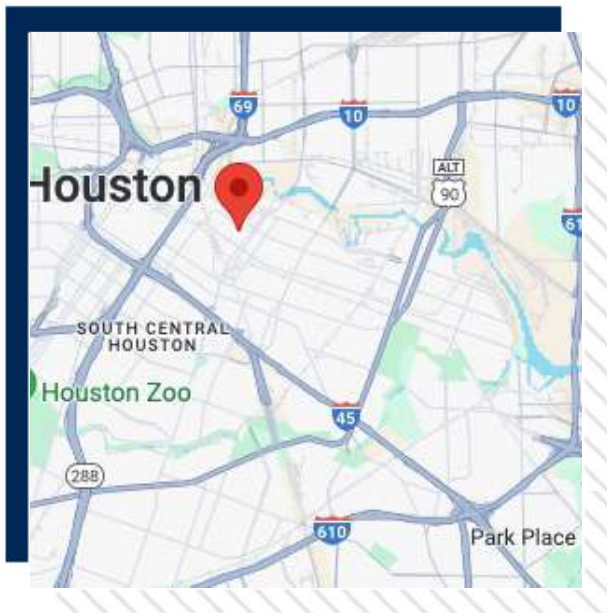 69
10
10
ALT
90
Houston
SOUTH CENTRAL
HOUSTON
Houston Zoo
45
288
610
Park Place